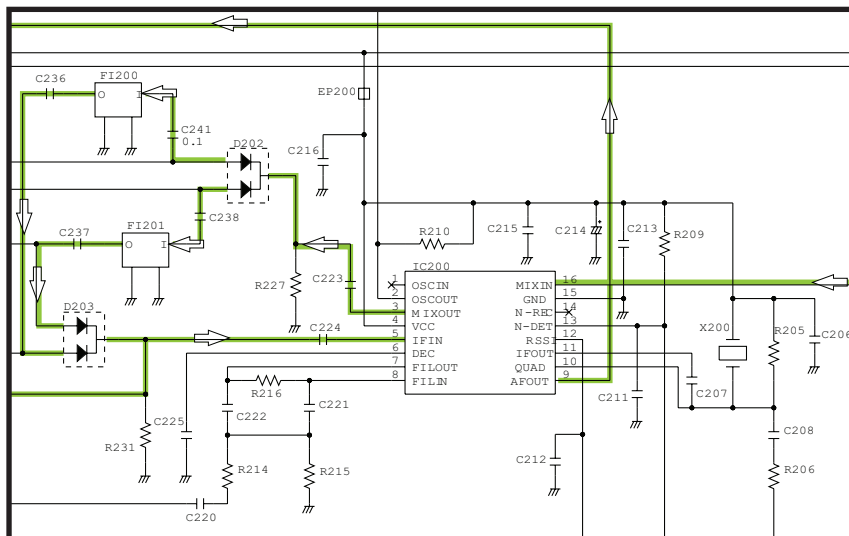 C236
FI200
O
I
C241
0.1
D202
EP200
C216
C237
FI201
O
I
C238
R227
C223
D203
C224
R210
C215
C214
+
C213
R209
IC200
1 OSCIN
2 OSCOUT
3 MIXOUT
4 VCC
5 IFIN
6 DEC
7 FILOUT
8 FILIN
MIXIN 16
GND 15
N-REC 14
N-DET 13
RSSI 12
IFOUT 11
QUAD 10
AFOUT 9
X200
R205
C206
R216
C222
C221
C225
R231
R214
R215
C220
C211
C207
C212
C208
R206